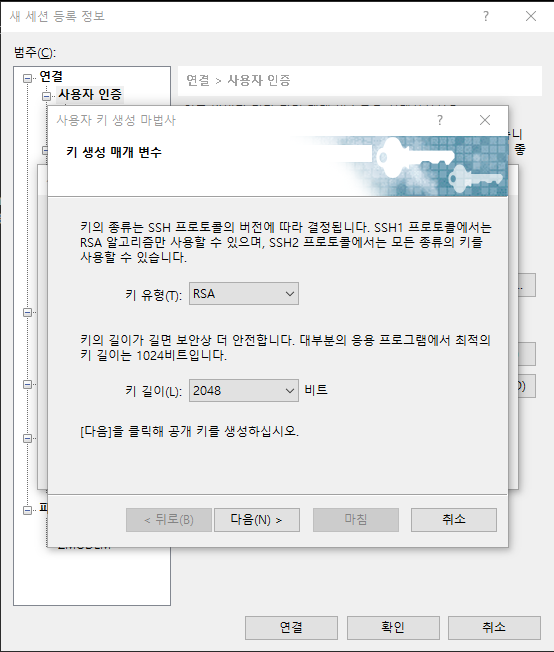 새 세션 등록 정보
범주(C):
연결
사용자 인증
연결 > 사용자 인증
사용자 키 생성 마법사
키 생성 매개 변수
키의 종류는 SSH 프로토콜의 버전에 따라 결정됩니다. SSH1 프로토콜에서는
RSA 알고리즘만 사용할 수 있으며, SSH2 프로토콜에서는 모든 종류의 키를
사용할 수 있습니다.
키 유형(T): RSA
키의 길이가 길면 보안상 더 안전합니다. 대부분의 응용 프로그램에서 최적의
키 길이는 1024비트입니다.
키 길이(L): 2048 비트
[다음]을 클릭해 공개 키를 생성하십시오.
< 뒤로(B) 다음(N) > 마침 취소
연결 확인 취소